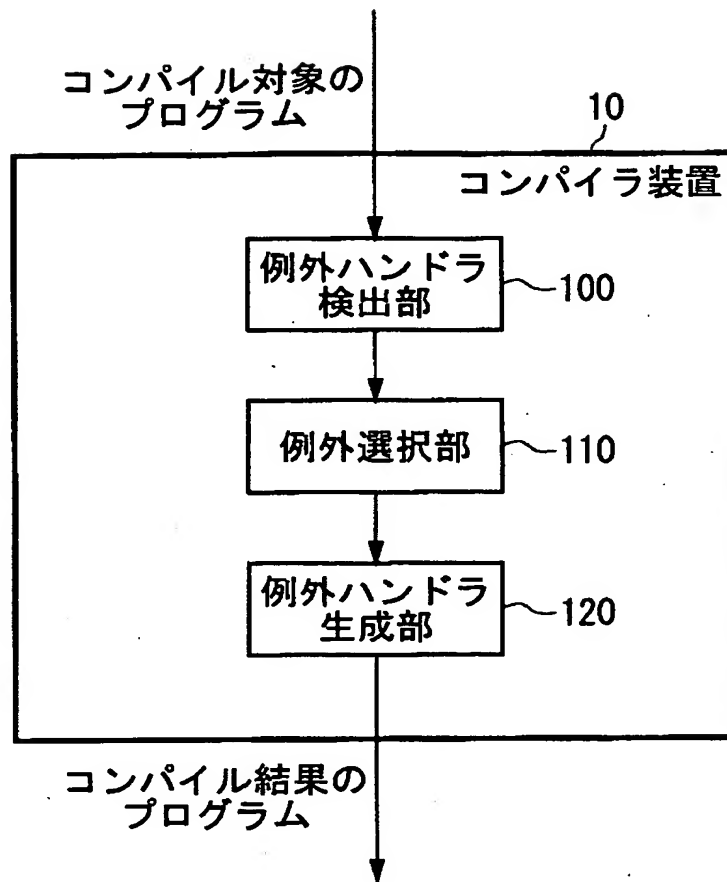 コンパイル対象の
プログラム
10
コンパイラ装置
例外ハンドラ
検出部
100
例外選択部
110
例外ハンドラ
生成部
120
コンパイル結果の
プログラム